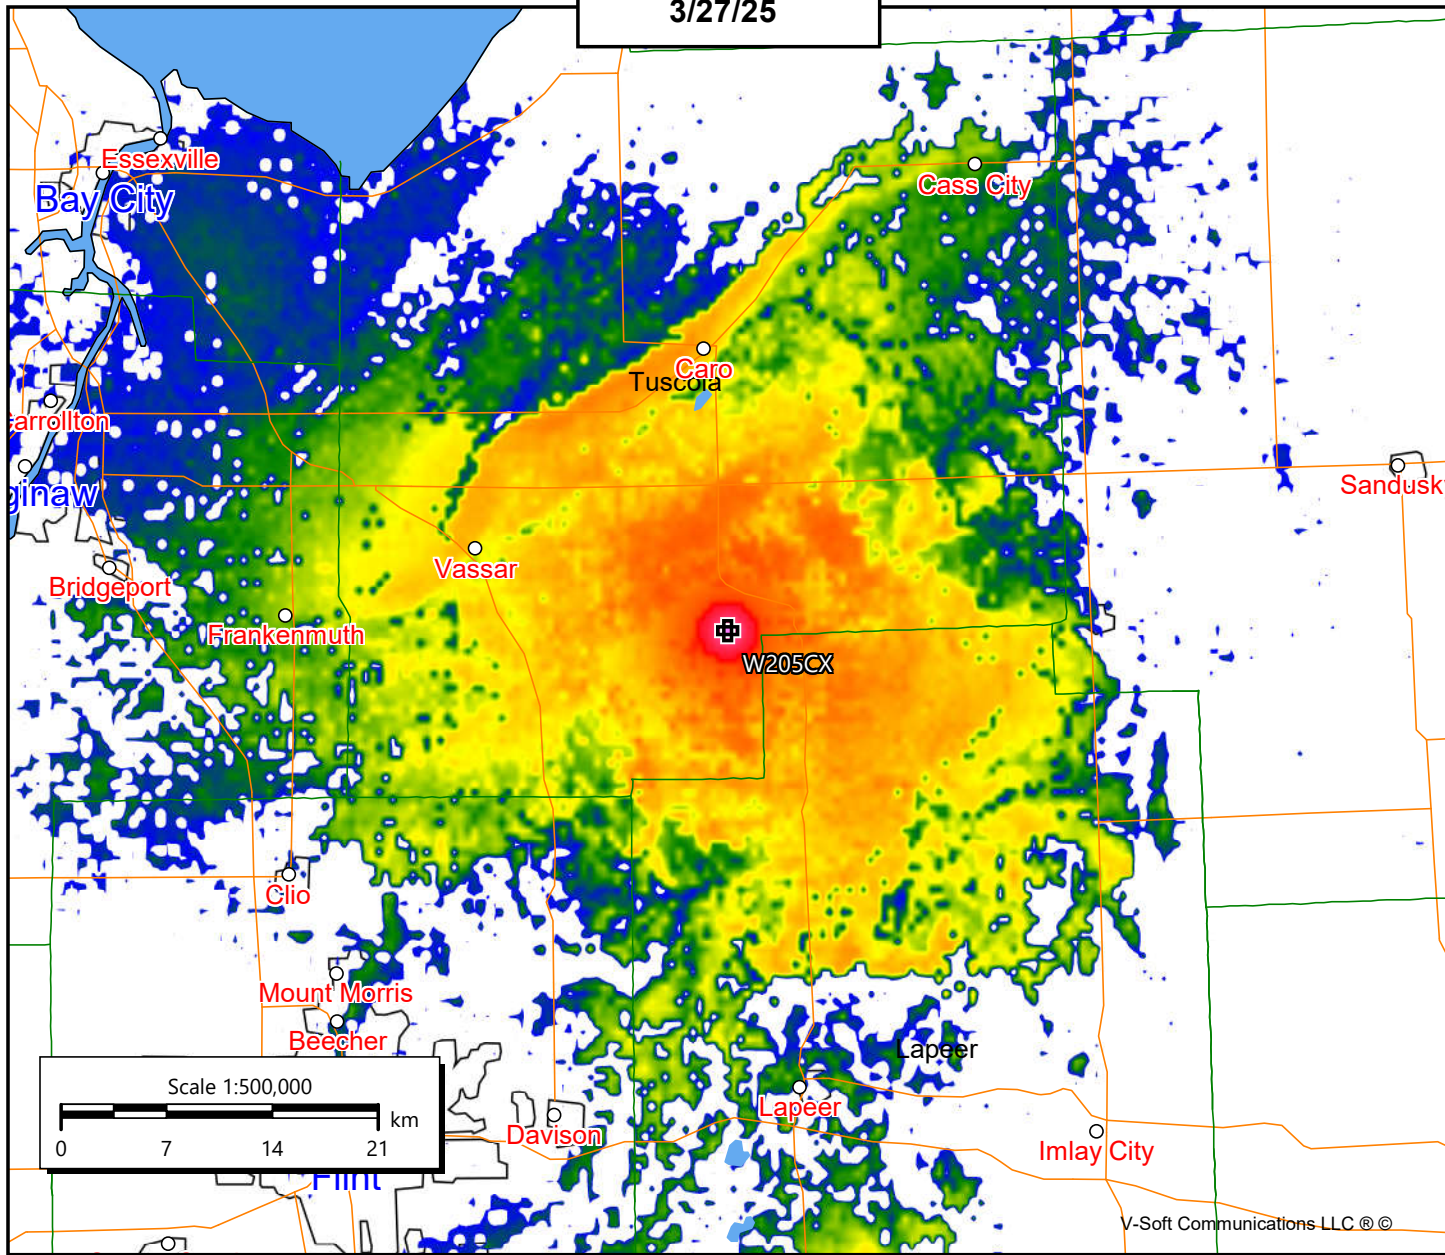 3/27/25
Essexville
Bay City
Cass City
Caro
Tuscola
arrollton
ginaw
Sandusk
Vassar
Bridgeport
Frankenmuth
W205CX
Clio
Mount Morris
Beecher
Lapeer
Scale 1:500,000
km
0 7 14 21
Lapeer
Davison
Imlay City
Flint
V-Soft Communications LLC ® ©